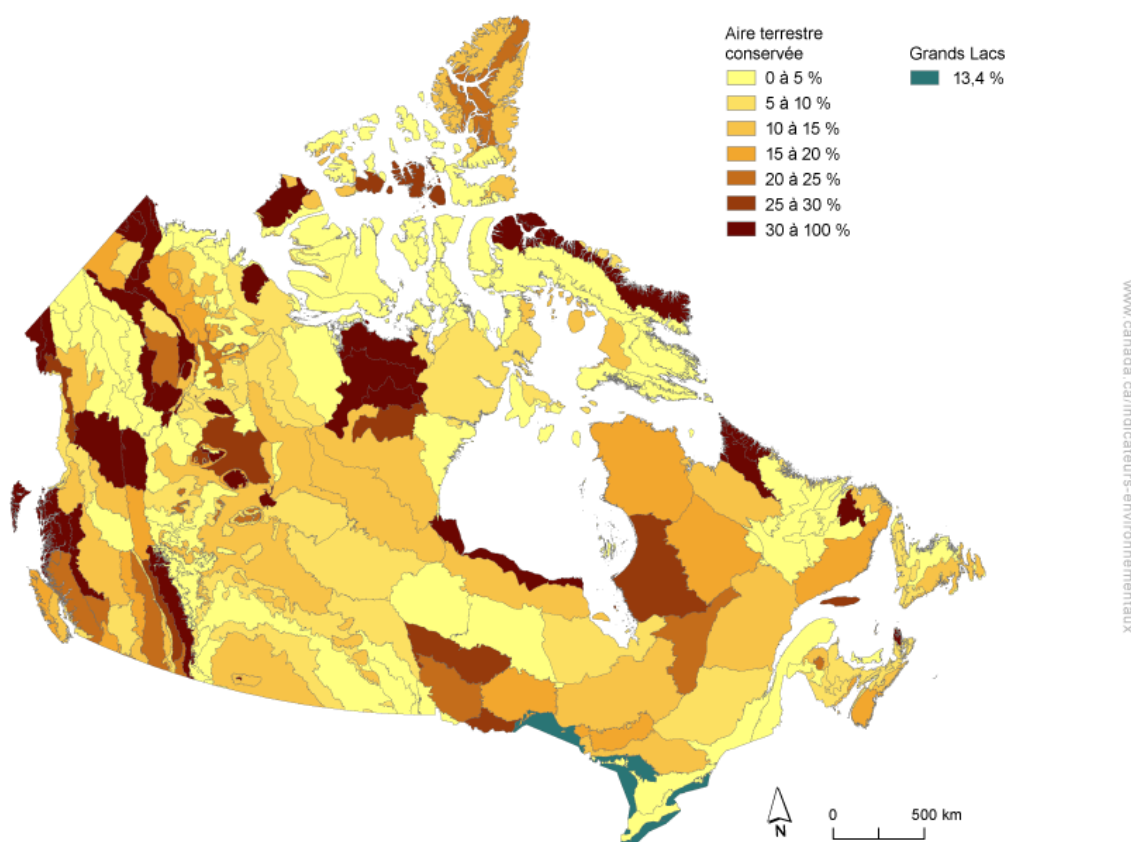 Aire terrestre
conservée
0 à 5 %
5 à 10 %
10 à 15 %
15 à 20 %
20 à 25 %
25 à 30 %
30 à 100 %
Grands Lacs
13,4 %
www.canada.ca/indicateurs-environnementaux
N
0 500 km